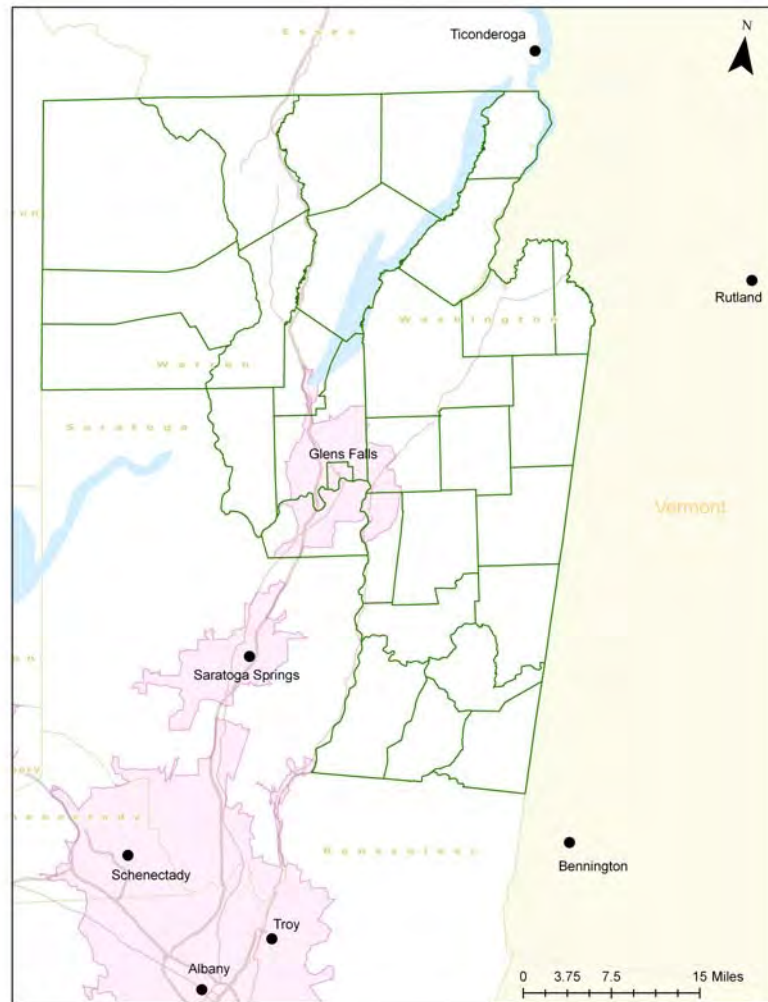 Essex
Ticonderoga
N
Rutland
Washington
Warren
Saratoga
Glens Falls
Vermont
Saratoga Springs
Rensselaer
Bennington
Schenectady
Troy
Albany
0 3.75 7.5 15 Miles